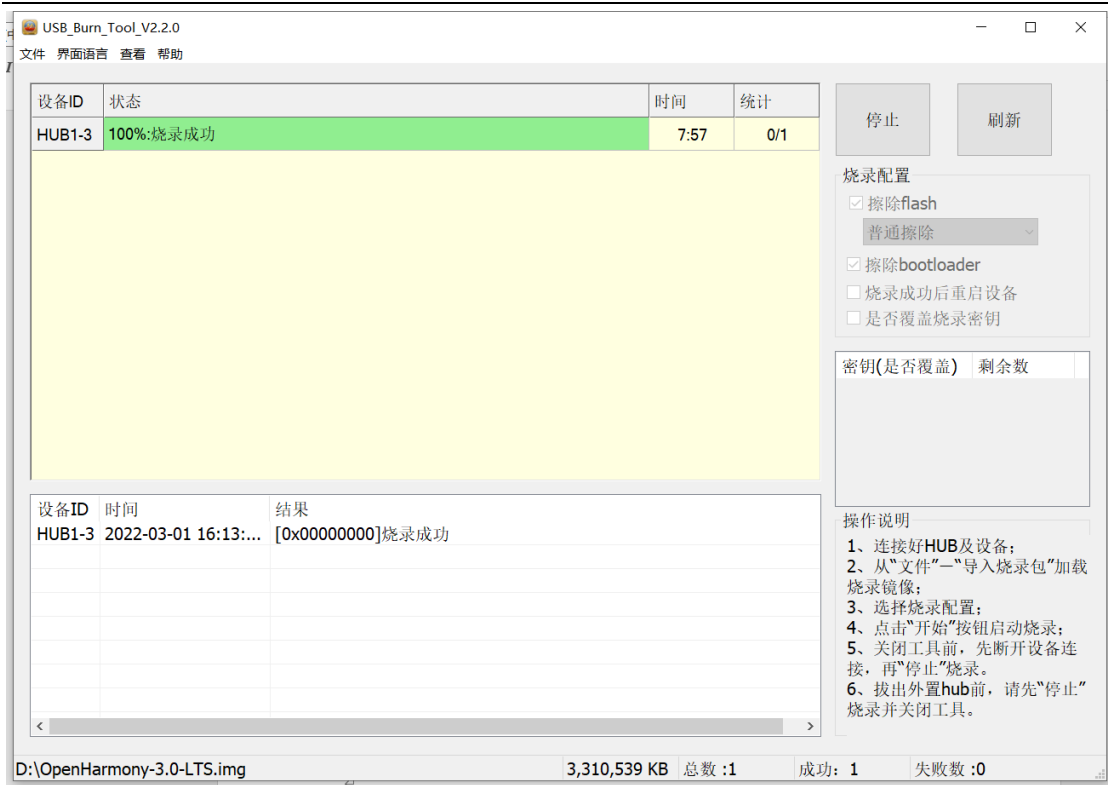 USB_Burn_Tool_V2.2.0
文件 界面语言 查看 帮助
设备ID 状态 时间 统计
HUB1-3 100%:烧录成功 7:57 0/1
停止 刷新
烧录配置
擦除flash
普通擦除
擦除bootloader
烧录成功后重启设备
是否覆盖烧录密钥
密钥(是否覆盖) 剩余数
设备ID 时间 结果
HUB1-3 2022-03-01 16:13:... [0x00000000]烧录成功
操作说明
1、连接好HUB及设备;
2、从“文件”—“导入烧录包”加载
烧录镜像;
3、选择烧录配置;
4、点击“开始”按钮启动烧录;
5、关闭工具前，先断开设备连
接，再“停止”烧录。
6、拔出外置hub前，请先“停止”
烧录并关闭工具。
D:\OpenHarmony-3.0-LTS.img 3,310,539 KB 总数 :1 成功: 1 失败数 :0